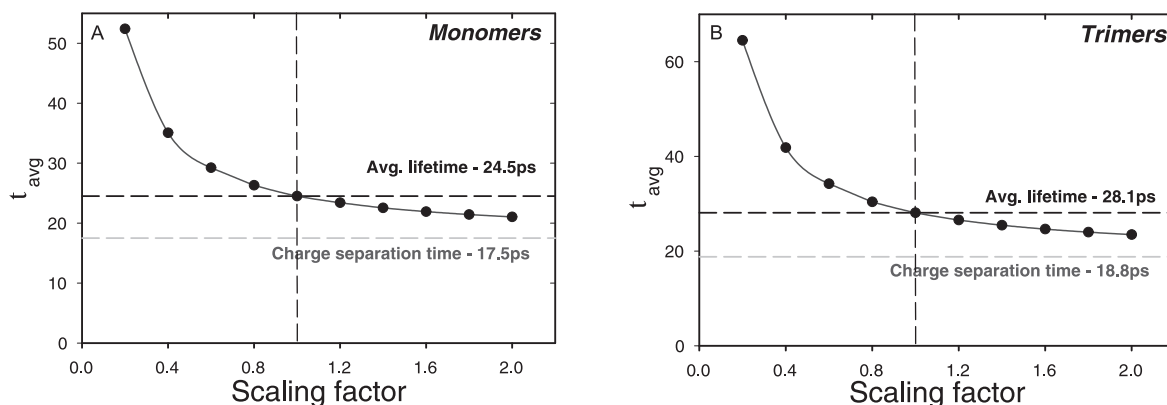 A
Monomers
50
40
30
20
10
0
t avg
Avg. lifetime - 24.5ps
Charge separation time - 17.5ps
0.0 0.4 0.8 1.2 1.6 2.0
Scaling factor
B
Trimers
60
40
20
0
t avg
Avg. lifetime - 28.1ps
Charge separation time - 18.8ps
0.0 0.4 0.8 1.2 1.6 2.0
Scaling factor